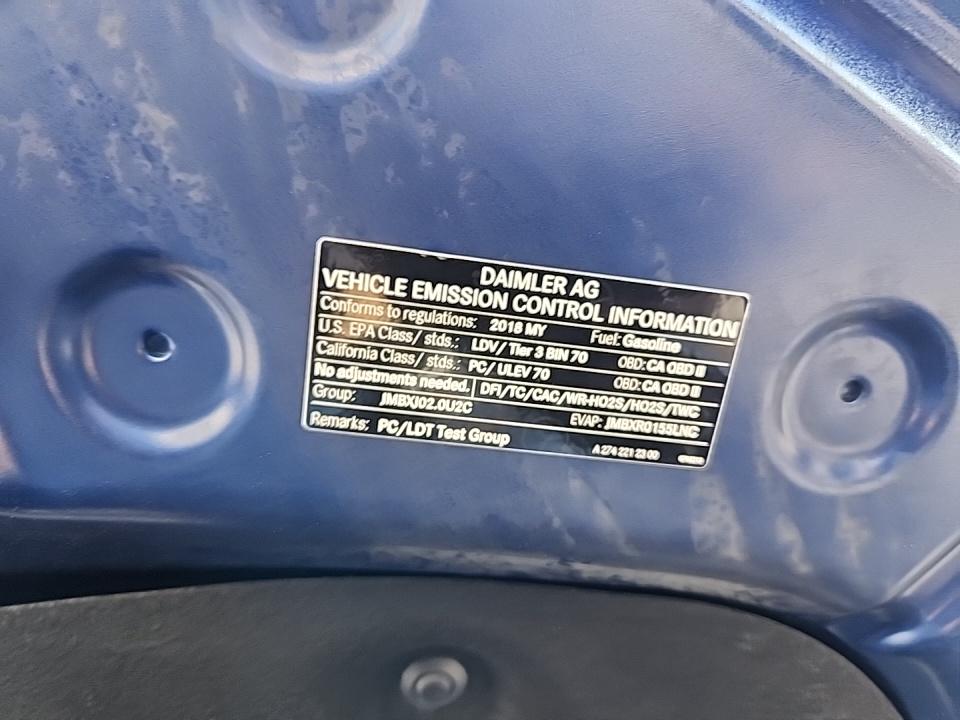 DAIMLER AG
VEHICLE EMISSION CONTROL INFORMATION
Conforms to regulations: 2018 MY Fuel: Gasoline
U.S. EPA Class/ stds.: LDV/ Tier 3 BIN 70 OBD: CA OBD II
California Class/ stds.: PC/ ULEV 70 OBD: CA OBD II
No adjustments needed. DFI/TC/CAC/WR-HO2S/HO2S/TWC
Group: JMBXJ02.0U2C EVAP: JMBXR0155LNC
Remarks: PC/LDT Test Group A 274 221 23 00